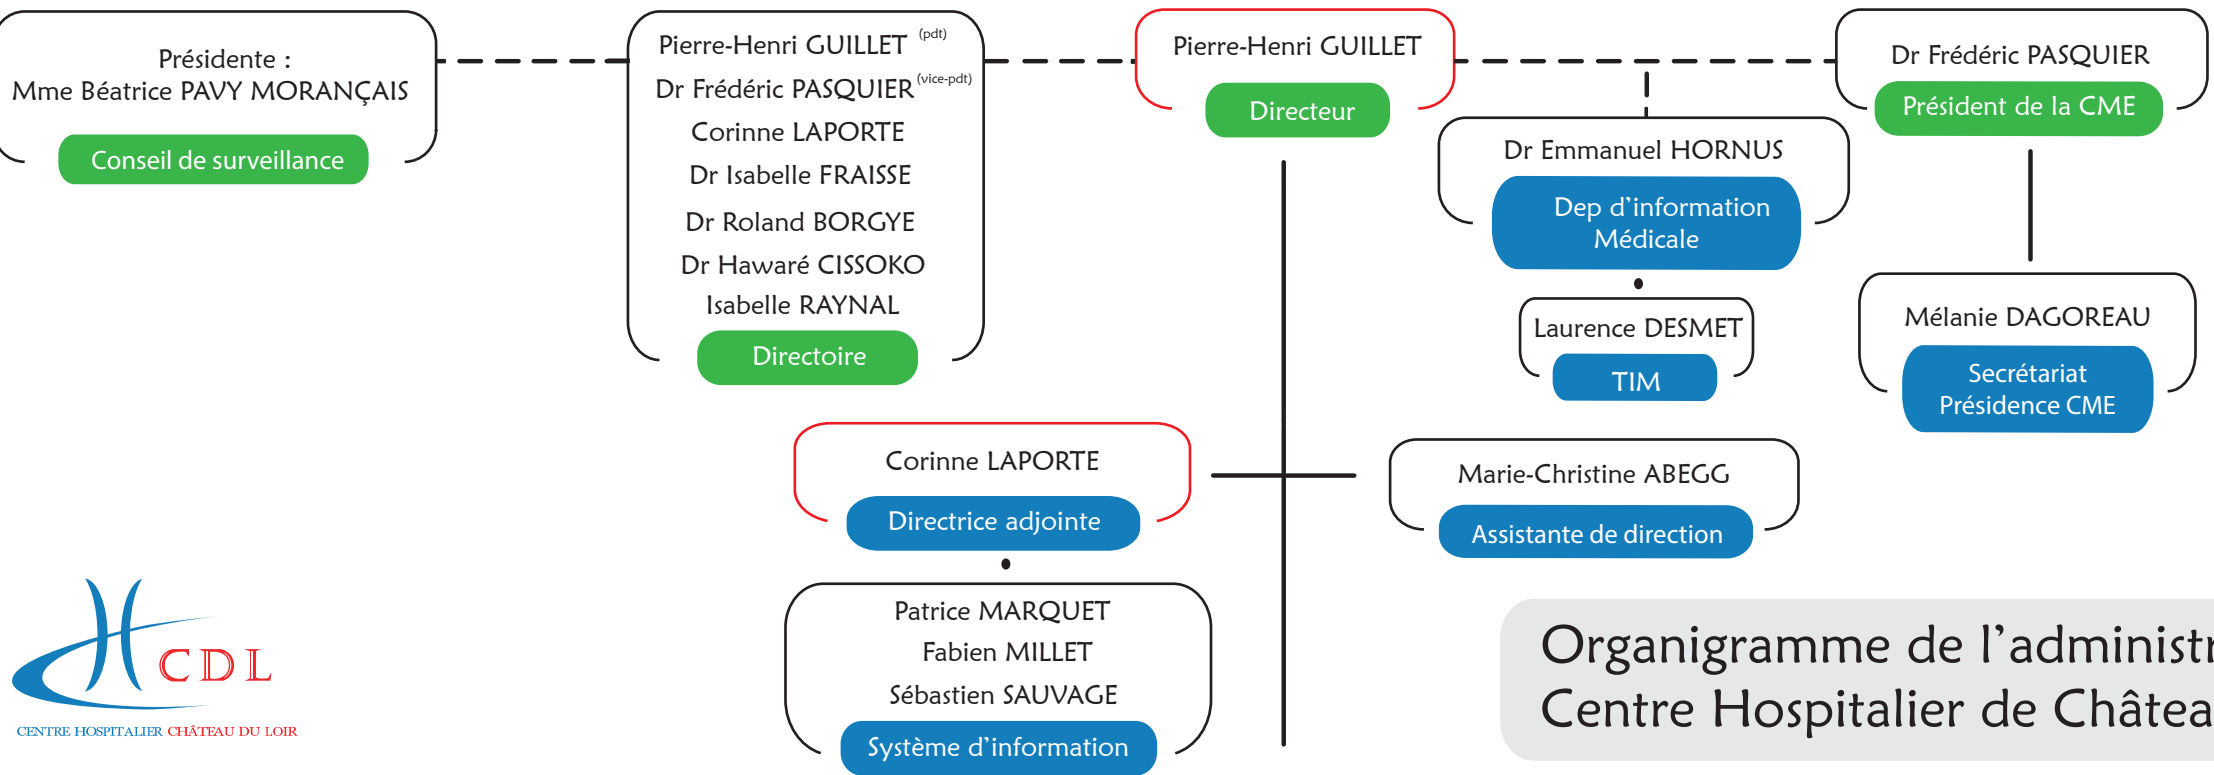 Présidente :
Mme Béatrice PAVY MORANÇAIS
Conseil de surveillance
Pierre-Henri GUILLET (pdt)
Dr Frédéric PASQUIER (vice-pdt)
Corinne LAPORTE
Dr Isabelle FRAISSE
Dr Roland BORGYE
Dr Hawaré CISSOKO
Isabelle RAYNAL
Directoire
Pierre-Henri GUILLET
Directeur
Dr Frédéric PASQUIER
Président de la CME
Dr Emmanuel HORNUS
Dep d’information
Médicale
Laurence DESMET
TIM
Mélanie DAGOREAU
Secrétariat
Présidence CME
Corinne LAPORTE
Directrice adjointe
Marie-Christine ABEGG
Assistante de direction
Patrice MARQUET
Fabien MILLET
Sébastien SAUVAGE
Système d’information
H CDL
CENTRE HOSPITALIER CHÂTEAU DU LOIR
Organigramme de l’administr
Centre Hospitalier de Châtea